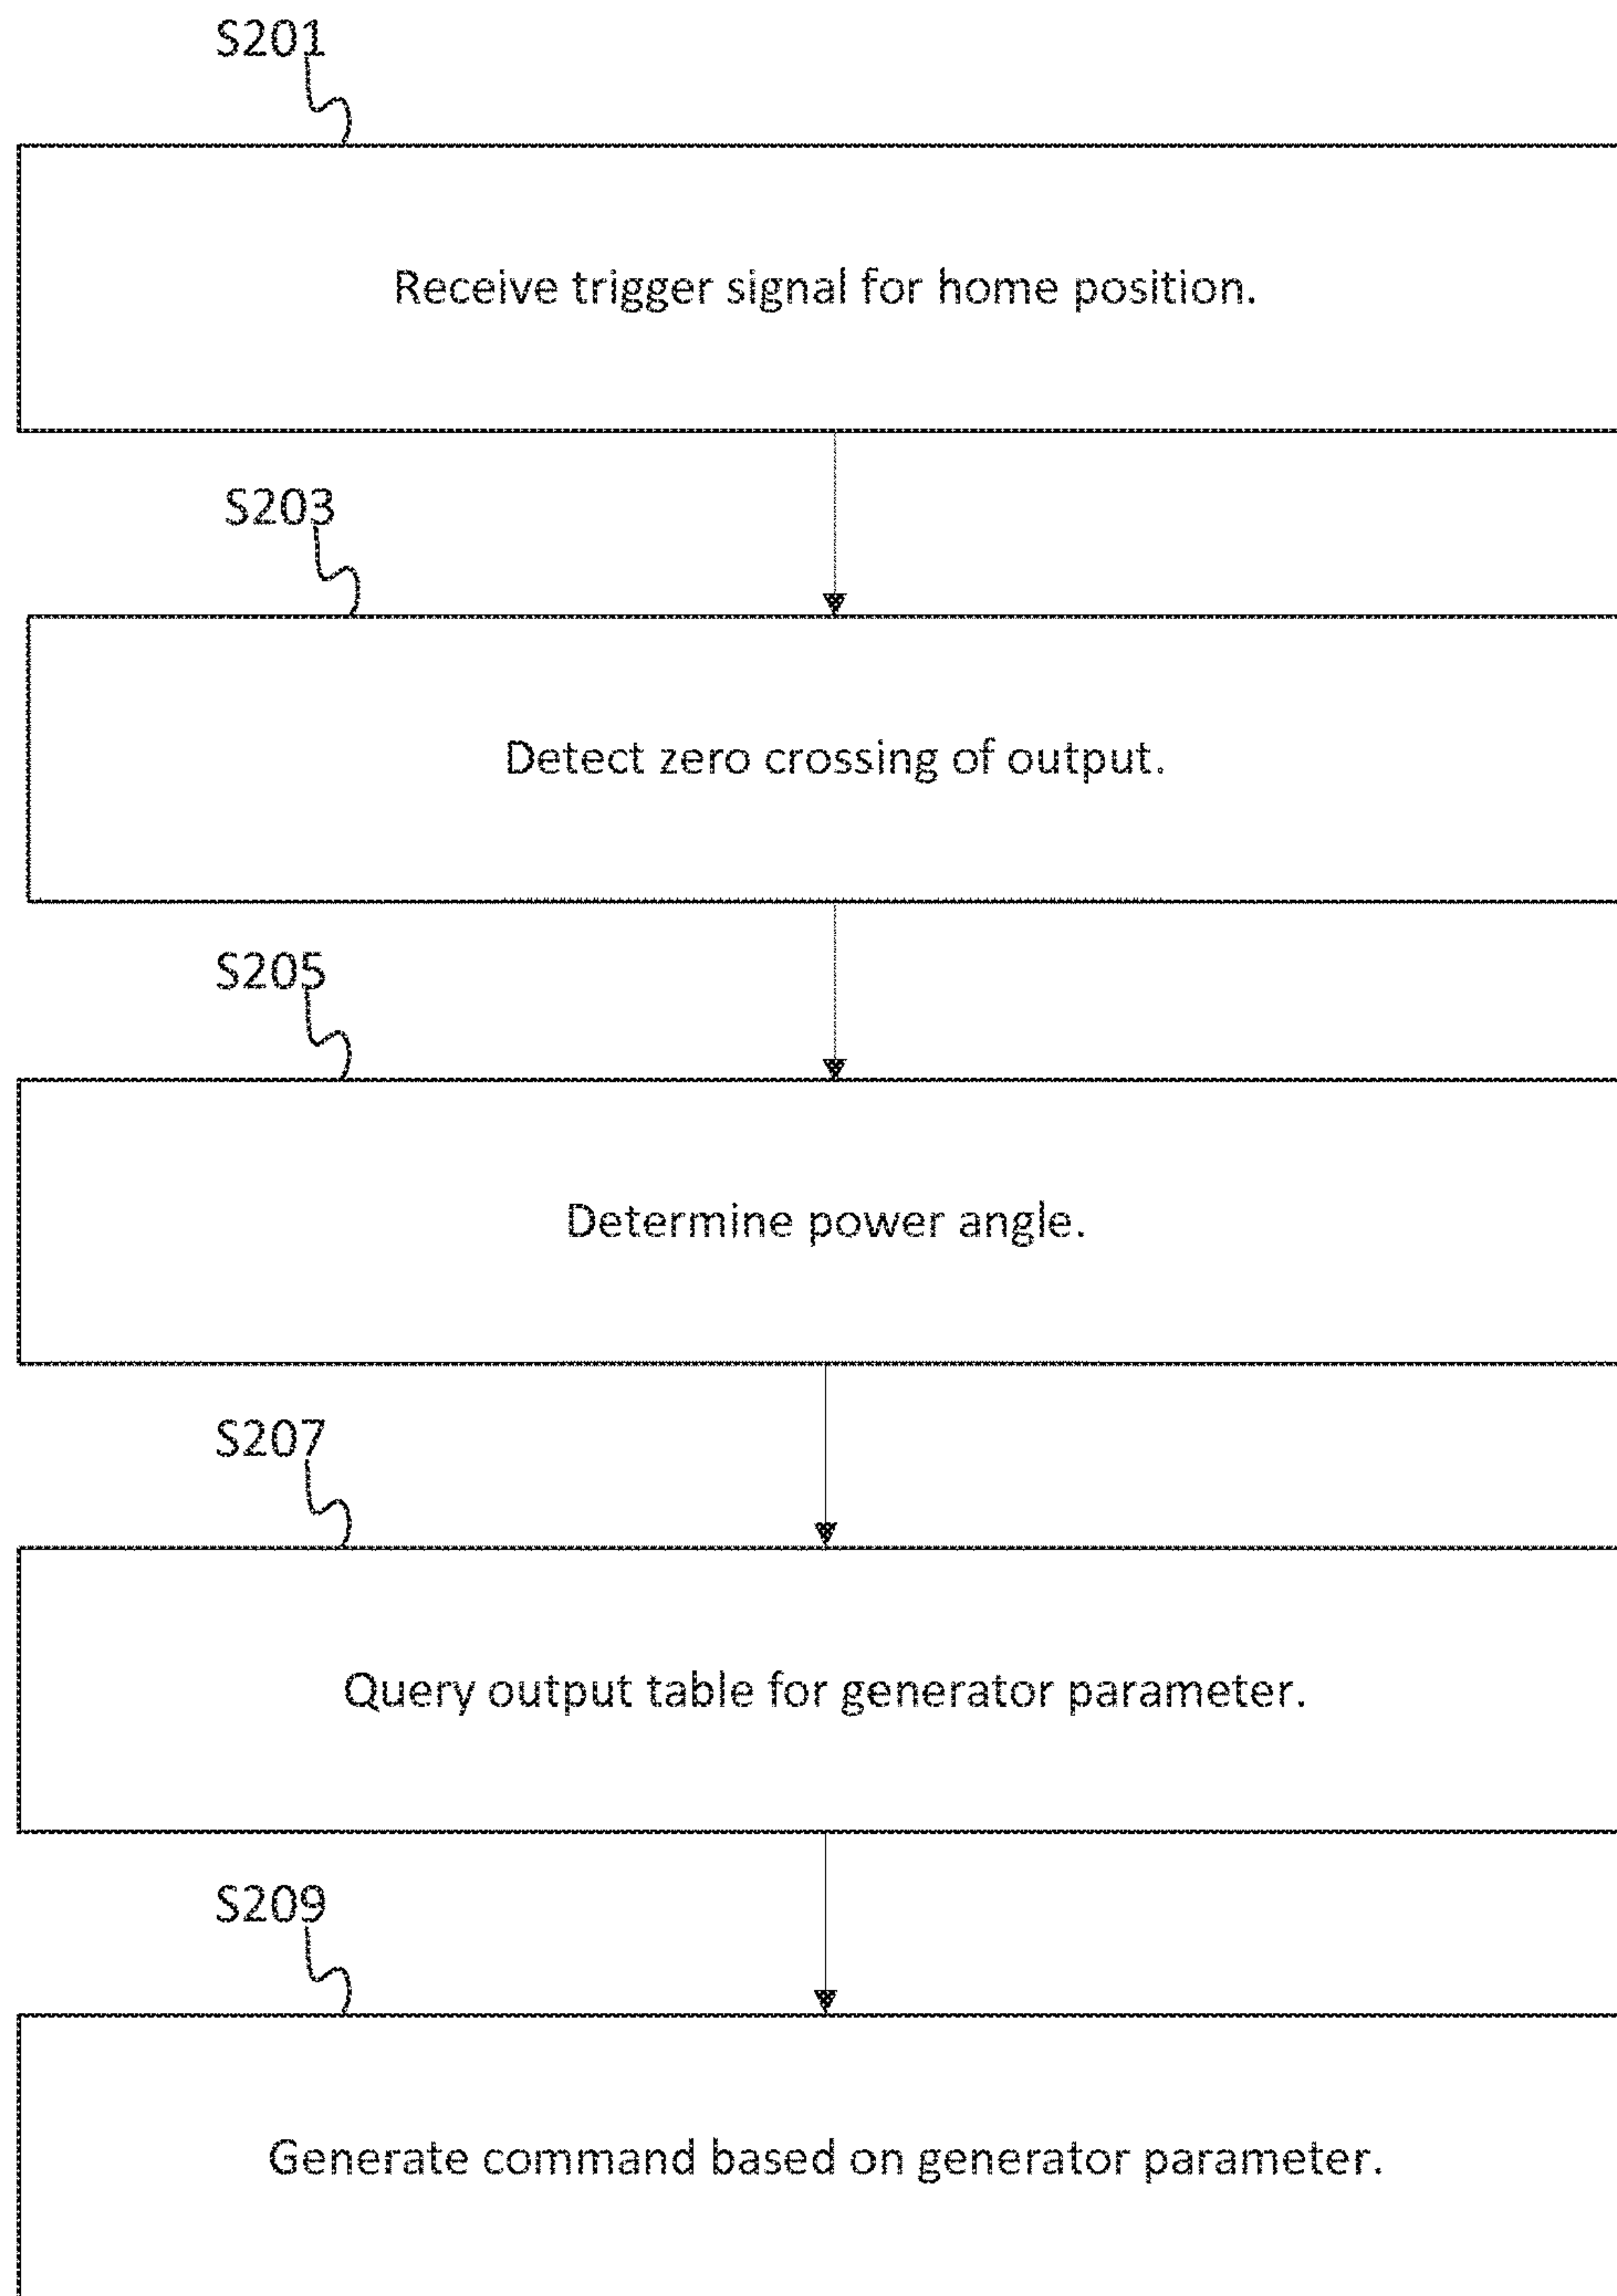 S201
Receive trigger signal for home position.
S203
Detect zero crossing of output.
S205
Determine power angle.
S207
Query output table for generator parameter.
S209
Generate command based on generator parameter.